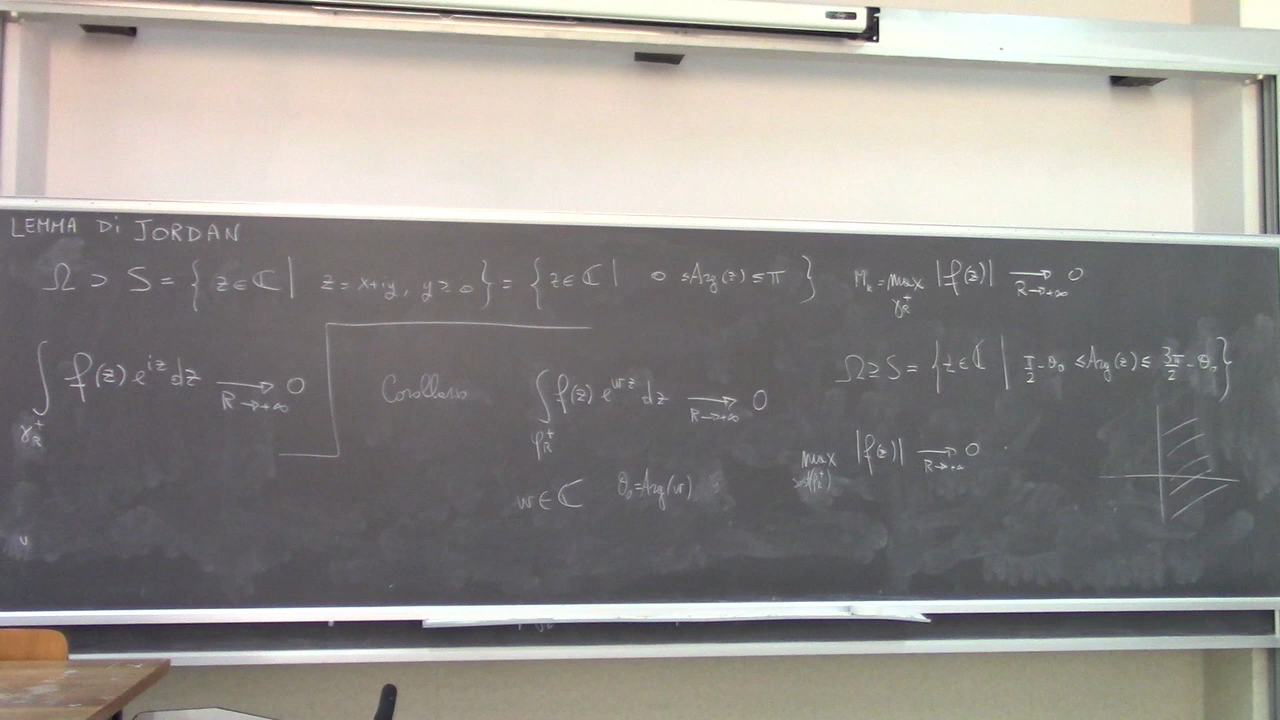 LEMMA Di JORDAN
Ω ⊃ S = { z ∈ ℂ | z = x+iy, y ≥ 0 } = { z ∈ ℂ | 0 ≤ Arg(z) ≤ π }
M_R = max_{γ_R^+} |f(z)| →_{R→+∞} 0
∫_{γ_R^+} f(z) e^{iz} dz →_{R→+∞} 0
Corollario
∫_{φ_R^+} f(z) e^{wz} dz →_{R→+∞} 0
w ∈ ℂ θ_0 = Arg(w)
Ω ⊇ S = { z ∈ ℂ | π/2 - θ_0 ≤ Arg(z) ≤ 3π/2 - θ_0 }
max |f(z)| →_{R→+∞} 0